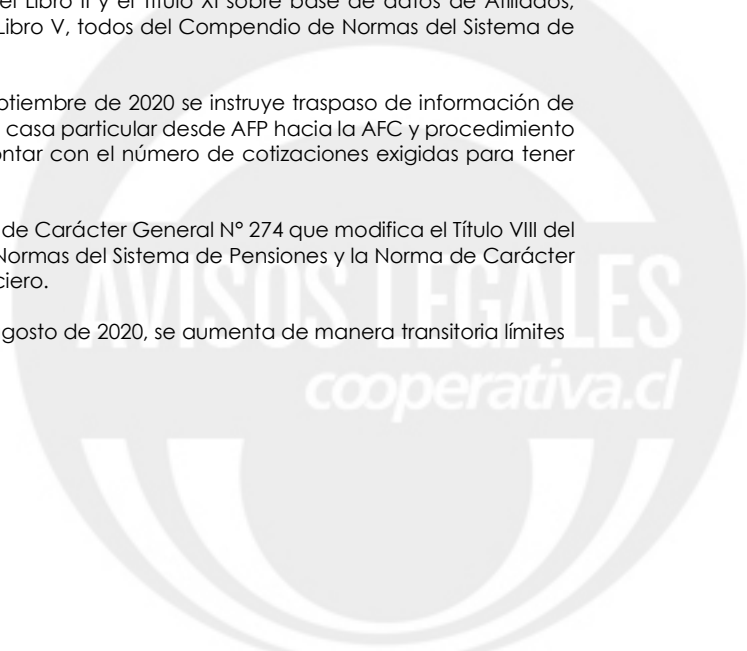 el Libro II y el Título XI sobre base de datos de Afiliados,
Libro V, todos del Compendio de Normas del Sistema de
ptiembre de 2020 se instruye traspaso de información de
casa particular desde AFP hacia la AFC y procedimiento
ontar con el número de cotizaciones exigidas para tener
de Carácter General N° 274 que modifica el Título VIII del
Normas del Sistema de Pensiones y la Norma de Carácter
ciero.
gosto de 2020, se aumenta de manera transitoria límites
AVISOS LEGALES
cooperativa.cl